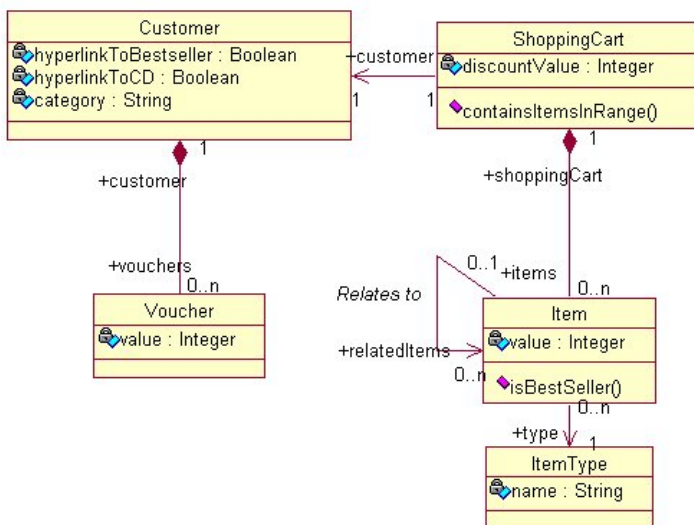 Customer
hyperlinkToBestseller : Boolean
hyperlinkToCD : Boolean
category : String
+customer
1
1
ShoppingCart
discountValue : Integer
containsItemsInRange()
1
+customer
+vouchers
0..n
Voucher
value : Integer
1
+shoppingCart
0..1
+items
0..n
Relates to
+relatedItems
0..n
Item
value : Integer
isBestSeller()
0..n
+type
1
ItemType
name : String